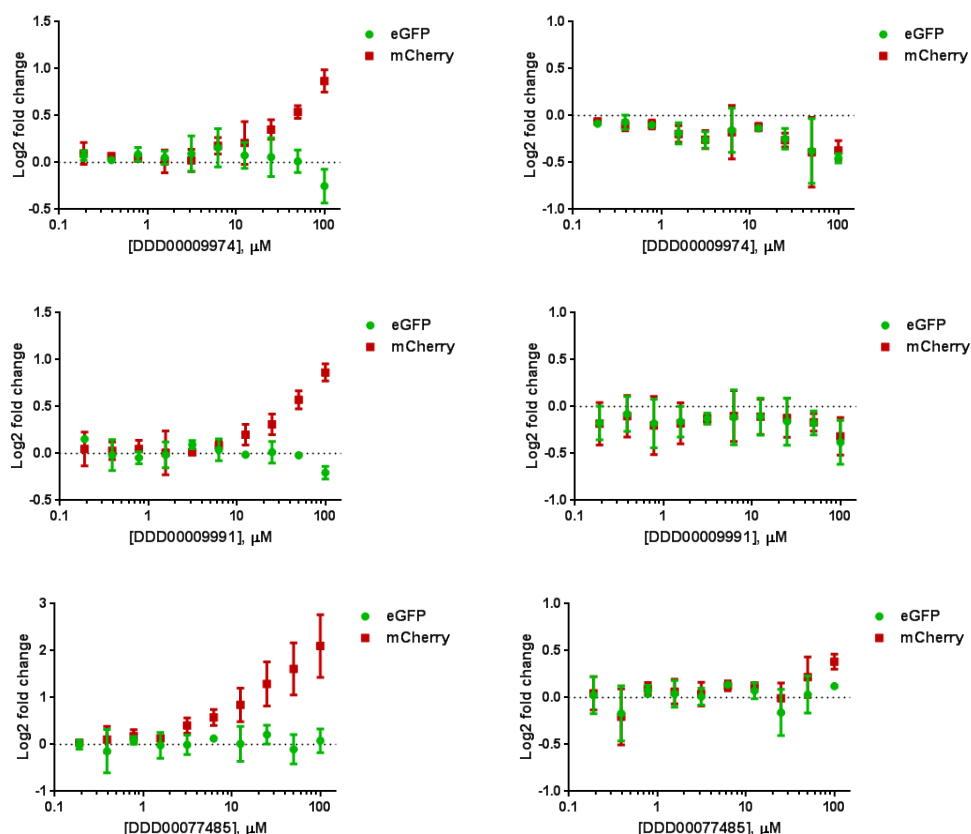 eGFP
mCherry
Log2 fold change
1.5
1.0
0.5
0.0
-0.5
0.1
1
10
100
[DDD00009974], μM
eGFP
mCherry
Log2 fold change
0.5
0.0
-0.5
-1.0
0.1
1
10
100
[DDD00009974], μM
eGFP
mCherry
Log2 fold change
1.5
1.0
0.5
0.0
-0.5
0.1
1
10
100
[DDD00009991], μM
eGFP
mCherry
Log2 fold change
1.0
0.5
0.0
-0.5
-1.0
0.1
1
10
100
[DDD00009991], μM
eGFP
mCherry
Log2 fold change
3
2
1
0
-1
0.1
1
10
100
[DDD00077485], μM
eGFP
mCherry
Log2 fold change
1.0
0.5
0.0
-0.5
-1.0
0.1
1
10
100
[DDD00077485], μM